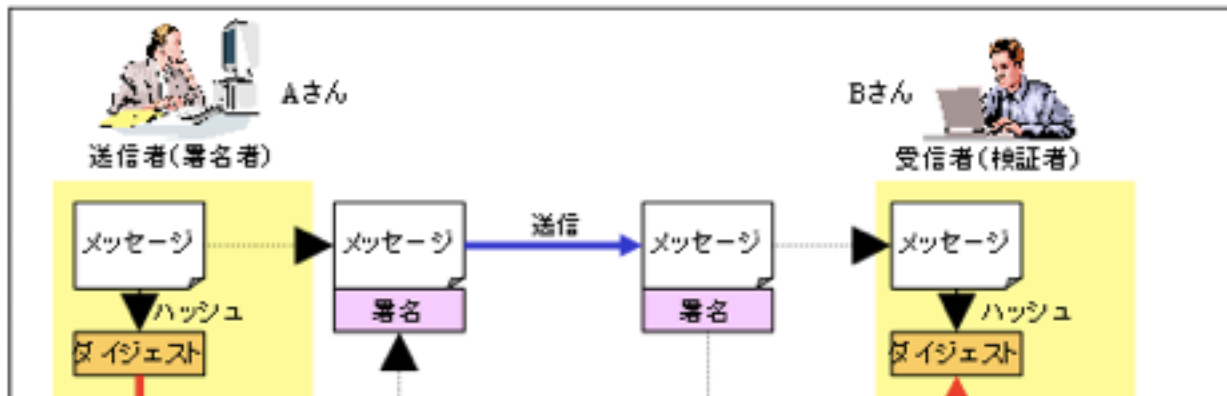 Aさん
Bさん
送信者(署名者)
受信者(検証者)
メッセージ
メッセージ
送信
メッセージ
メッセージ
署名
署名
ハッシュ
ハッシュ
ダイジェスト
ダイジェスト